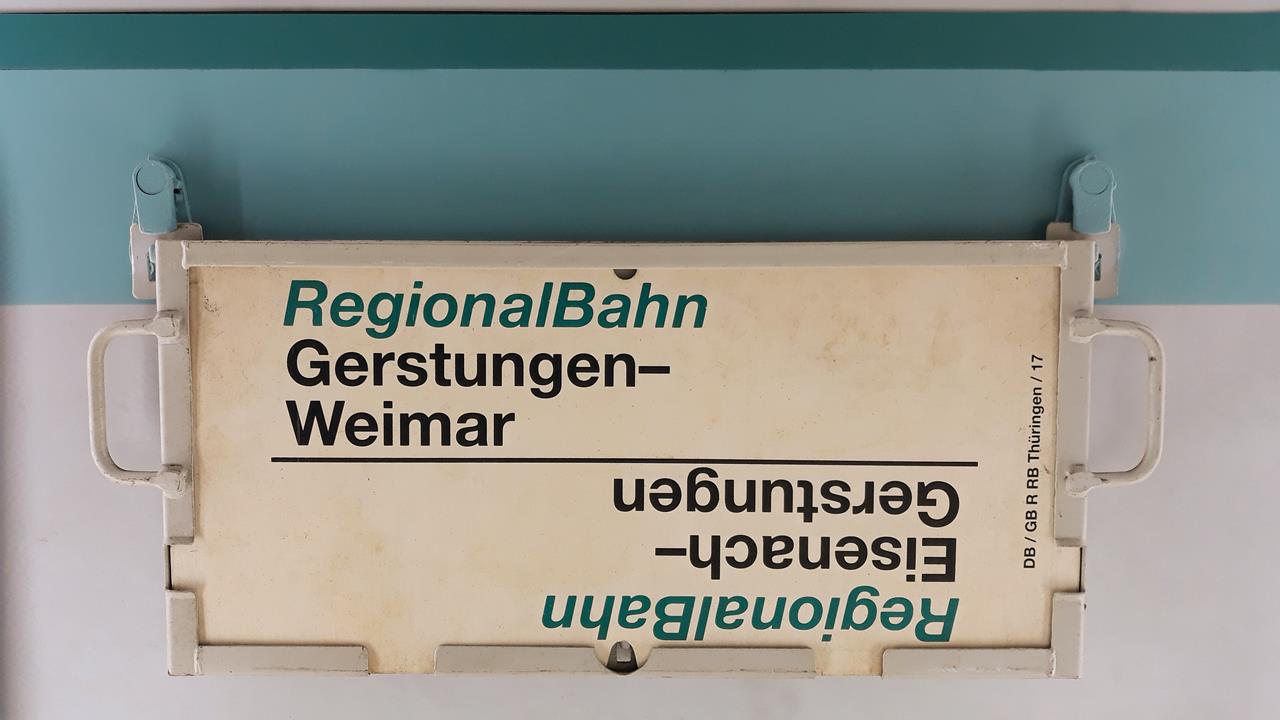 RegionalBahn
Gerstungen–
Weimar
RegionalBahn
Eisenach–
Gerstungen
DB / GB R RB Thüringen / 17